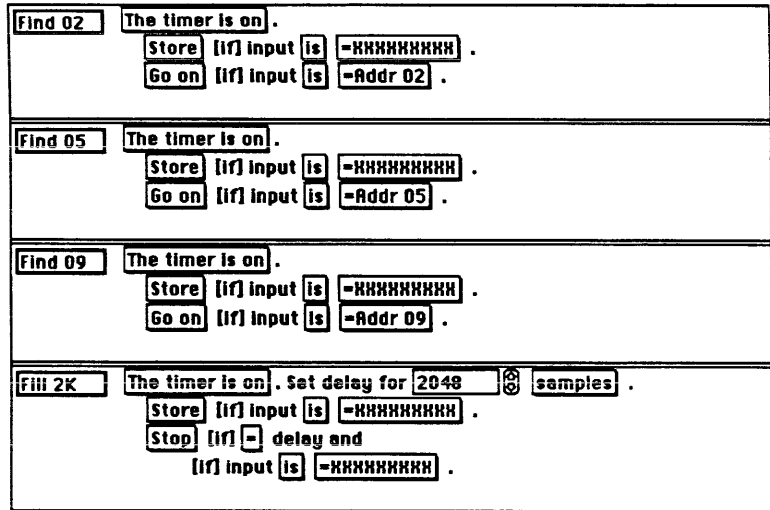 Find 02 The timer is on .
Store [if] input is =XXXXXXXXX .
Go on [if] input is =Addr 02 .
Find 05 The timer is on .
Store [if] input is =XXXXXXXXX .
Go on [if] input is =Addr 05 .
Find 09 The timer is on .
Store [if] input is =XXXXXXXXX .
Go on [if] input is =Addr 09 .
Fill 2K The timer is on . Set delay for 2048 samples .
Store [if] input is =XXXXXXXXX .
Stop [if] = delay and
[if] input is =XXXXXXXXX .